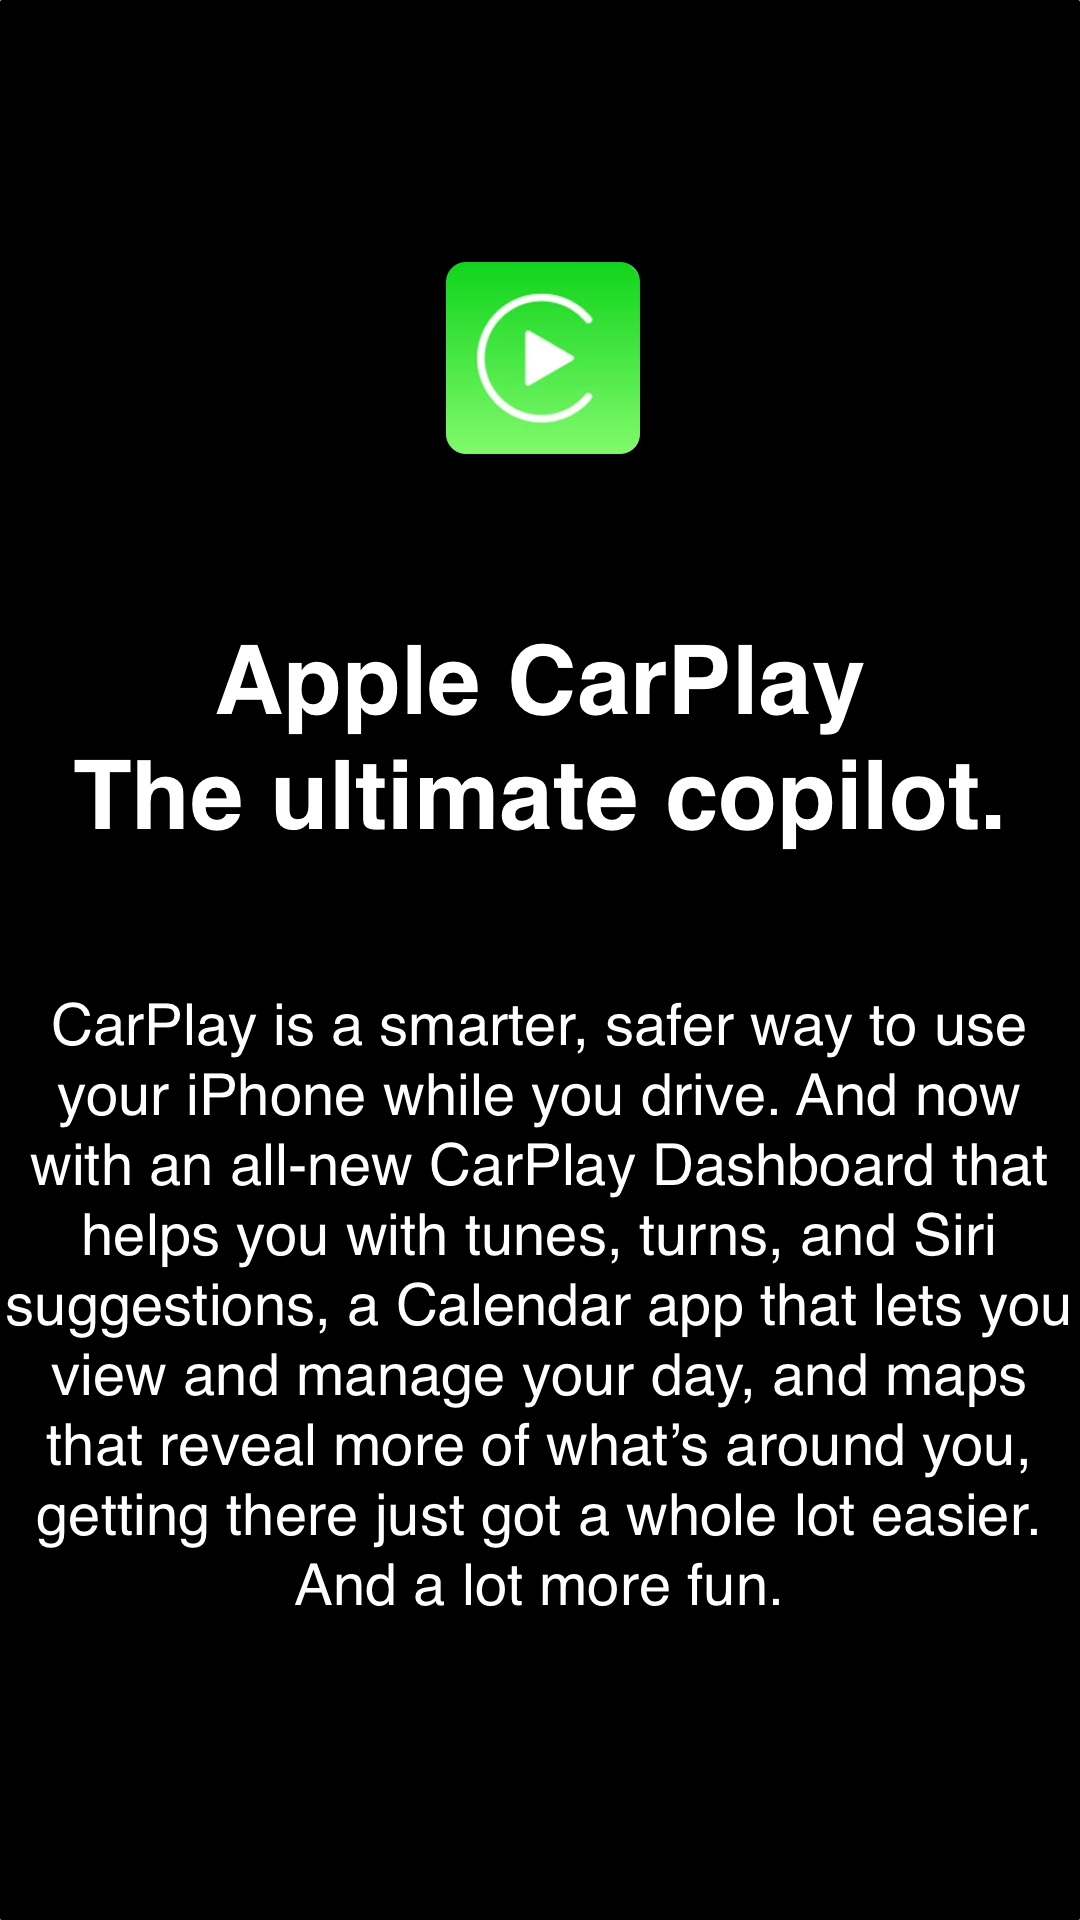 Apple CarPlay
The ultimate copilot.
CarPlay is a smarter, safer way to use
your iPhone while you drive. And now
with an all-new CarPlay Dashboard that
helps you with tunes, turns, and Siri
suggestions, a Calendar app that lets you
view and manage your day, and maps
that reveal more of what’s around you,
getting there just got a whole lot easier.
And a lot more fun.